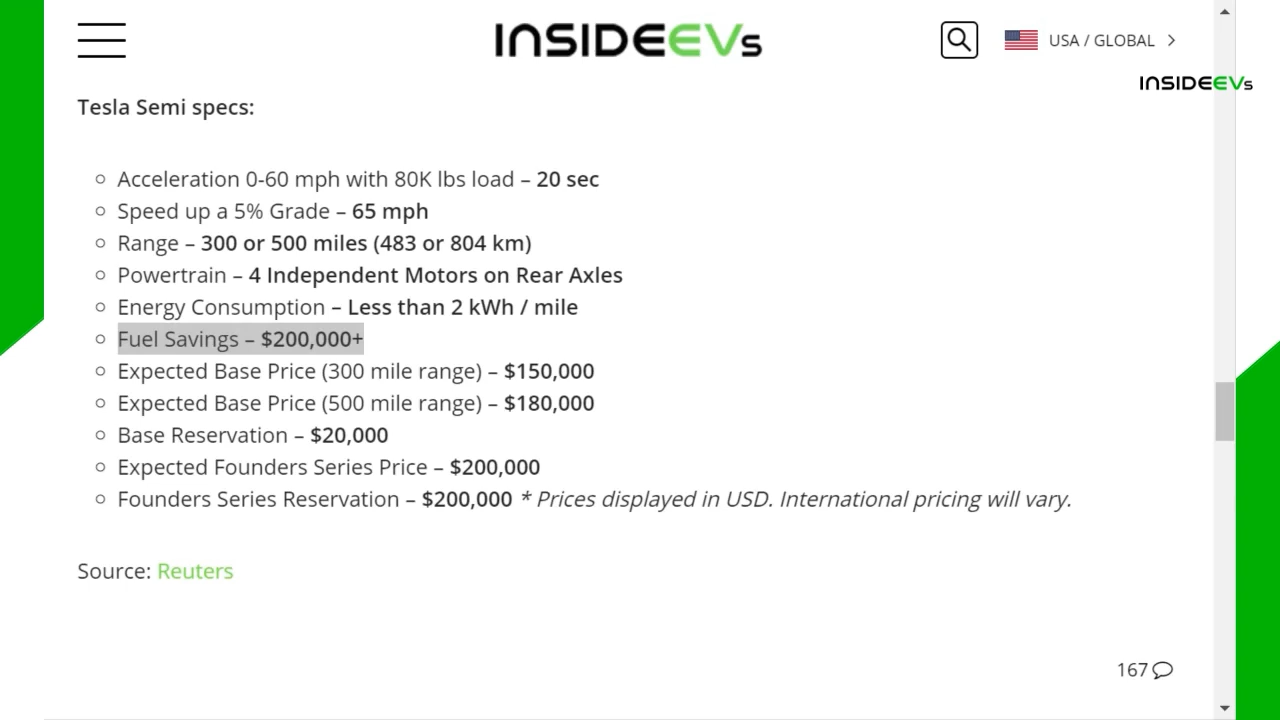 INSIDEEVs
USA / GLOBAL
INSIDEEVs
Tesla Semi specs:
Acceleration 0-60 mph with 80K lbs load – 20 sec
Speed up a 5% Grade – 65 mph
Range – 300 or 500 miles (483 or 804 km)
Powertrain – 4 Independent Motors on Rear Axles
Energy Consumption – Less than 2 kWh / mile
Fuel Savings – $200,000+
Expected Base Price (300 mile range) – $150,000
Expected Base Price (500 mile range) – $180,000
Base Reservation – $20,000
Expected Founders Series Price – $200,000
Founders Series Reservation – $200,000 * Prices displayed in USD. International pricing will vary.
Source: Reuters
167